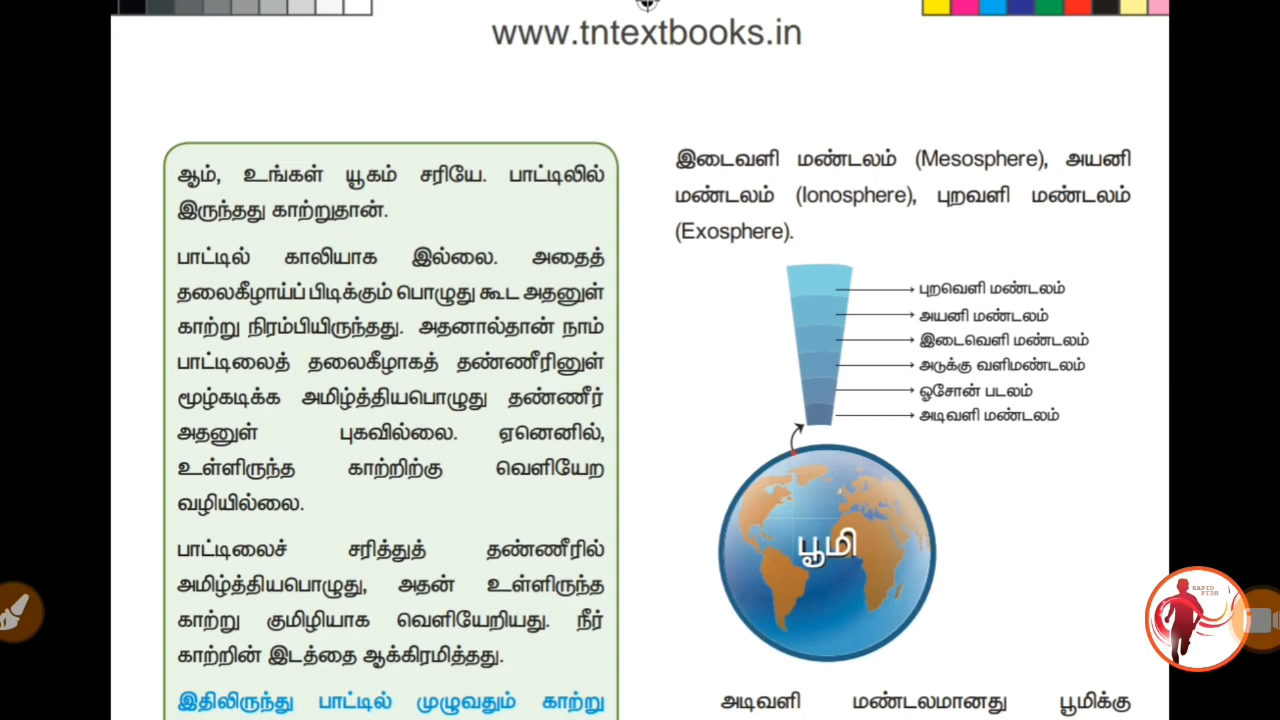 www.tntextbooks.in
ஆம், உங்கள் யூகம் சரியே. பாட்டிலில்
இருந்தது காற்றுதான்.
பாட்டில் காலியாக இல்லை. அதைத்
தலைகீழாய்ப் பிடிக்கும் பொழுது கூட அதனுள்
காற்று நிரம்பியிருந்தது. அதனால்தான் நாம்
பாட்டிலைத் தலைகீழாகத் தண்ணீரினுள்
மூழ்கடிக்க அமிழ்த்தியபொழுது தண்ணீர்
அதனுள் புகவில்லை. ஏனெனில்,
உள்ளிருந்த காற்றிற்கு வெளியேற
வழியில்லை.
பாட்டிலைச் சரித்துத் தண்ணீரில்
அமிழ்த்தியபொழுது, அதன் உள்ளிருந்த
காற்று குமிழியாக வெளியேறியது. நீர்
காற்றின் இடத்தை ஆக்கிரமித்தது.
இதிலிருந்து பாட்டில் முழுவதும் காற்று
இடைவளி மண்டலம் (Mesosphere), அயனி
மண்டலம் (Ionosphere), புறவளி மண்டலம்
(Exosphere).
புறவெளி மண்டலம்
அயனி மண்டலம்
இடைவெளி மண்டலம்
அடுக்கு வளிமண்டலம்
ஓசோன் படலம்
அடிவளி மண்டலம்
பூமி
அடிவளி மண்டலமானது பூமிக்கு
RAPID
FIRE